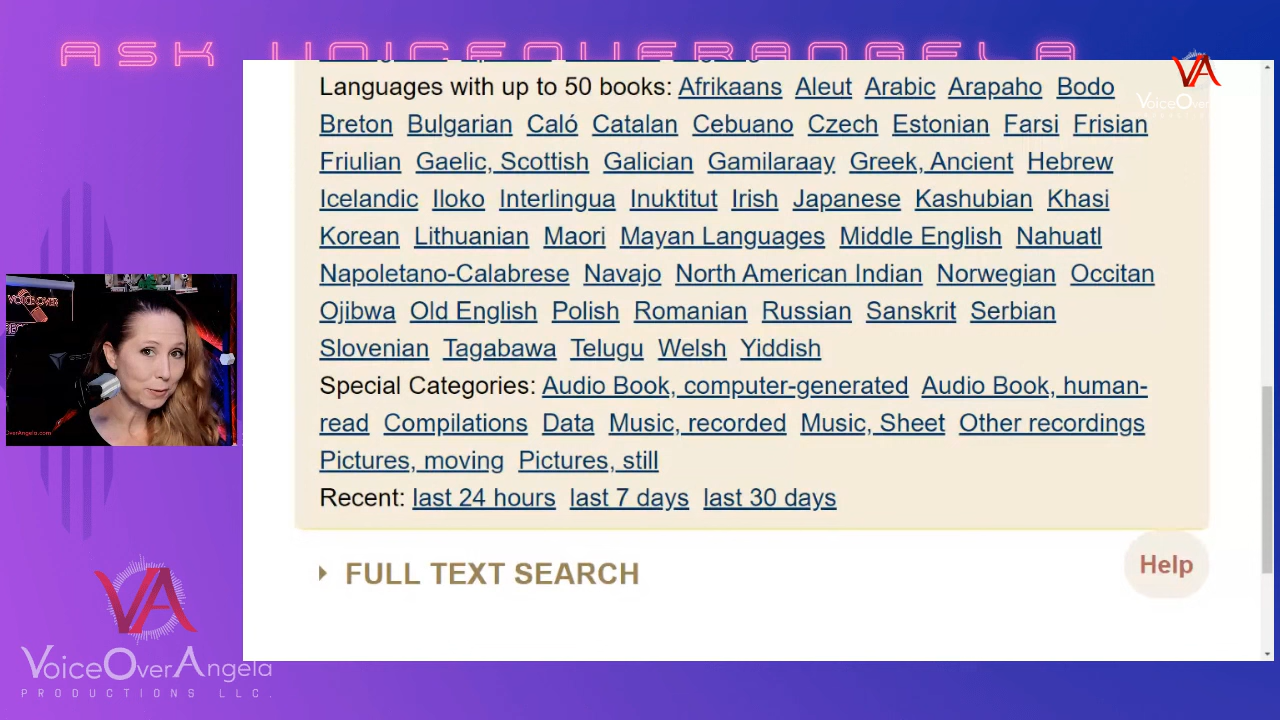 ASK VOICEOVERANGELA
Languages with up to 50 books: Afrikaans Aleut Arabic Arapaho Bodo
Breton Bulgarian Caló Catalan Cebuano Czech Estonian Farsi Frisian
Friulian Gaelic, Scottish Galician Gamilaraay Greek, Ancient Hebrew
Icelandic Iloko Interlingua Inuktitut Irish Japanese Kashubian Khasi
Korean Lithuanian Maori Mayan Languages Middle English Nahuatl
Napoletano-Calabrese Navajo North American Indian Norwegian Occitan
Ojibwa Old English Polish Romanian Russian Sanskrit Serbian
Slovenian Tagabawa Telugu Welsh Yiddish
Special Categories: Audio Book, computer-generated Audio Book, human-
read Compilations Data Music, recorded Music, Sheet Other recordings
Pictures, moving Pictures, still
Recent: last 24 hours last 7 days last 30 days
FULL TEXT SEARCH
Help
VA
VoiceOver
VOICE OVER
VA
VoiceOverAngela
PRODUCTIONS LLC.